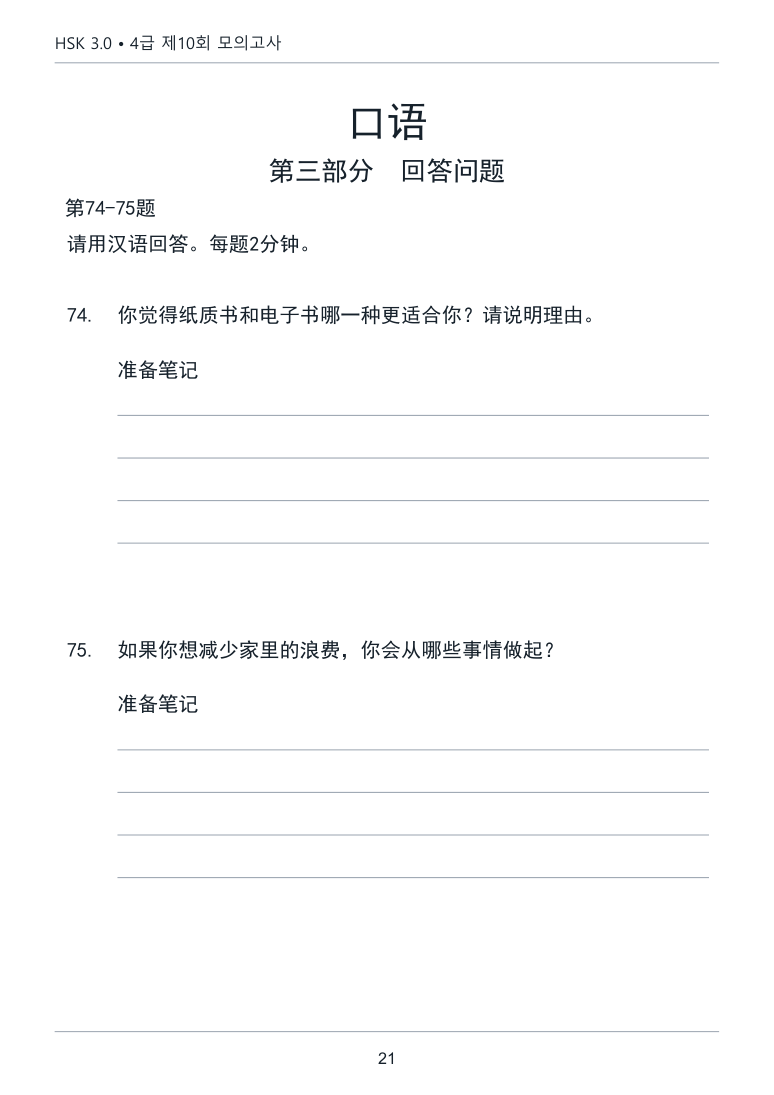 HSK 3.0 • 4급 제10회 모의고사
口语
第三部分　回答问题
第74-75题
请用汉语回答。每题2分钟。
74. 你觉得纸质书和电子书哪一种更适合你？请说明理由。
准备笔记
75. 如果你想减少家里的浪费，你会从哪些事情做起？
准备笔记
21